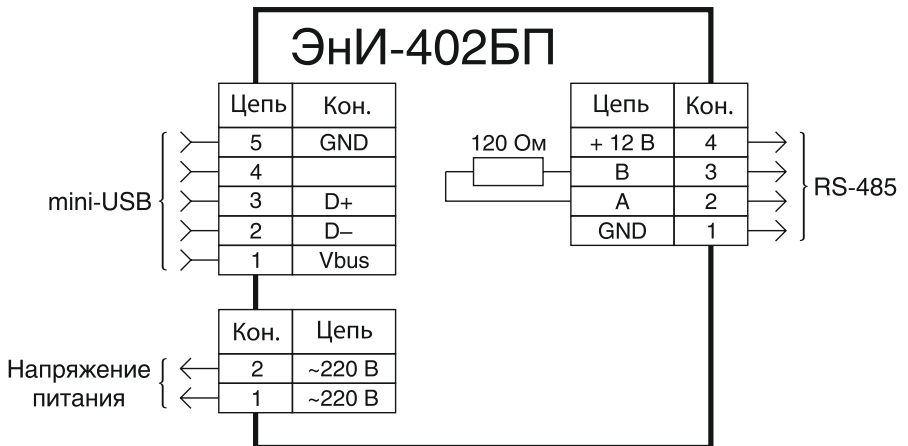 ЭнИ-402БП
Цепь Кон.
5 GND
4
3 D+
2 D–
1 Vbus
mini-USB
120 Ом
Цепь Кон.
+ 12 В 4
B 3
A 2
GND 1
RS-485
Кон. Цепь
2 ~220 В
1 ~220 В
Напряжение
питания